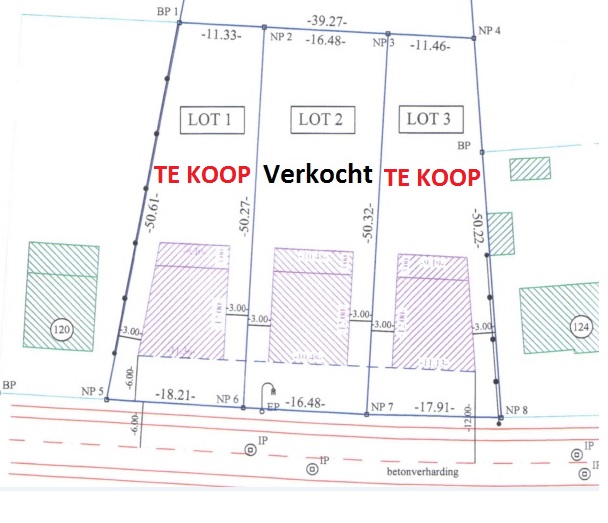 BP 1
-39.27-
NP 4
-11.33-
NP 2
-16.48-
NP 3
-11.46-
LOT 1
LOT 2
LOT 3
BP
TE KOOP
Verkocht
TE KOOP
-50.61-
-50.27-
-50.32-
-50.22-
120
-3.00-
-3.00-
-3.00-
-3.00-
-3.00-
-3.00-
124
-6.00-
BP
NP 5
-18.21-
NP 6
EP
-16.48-
NP 7
-17.91-
-12.00-
NP 8
-6.00-
IP
IP
betonverharding
IP
IP